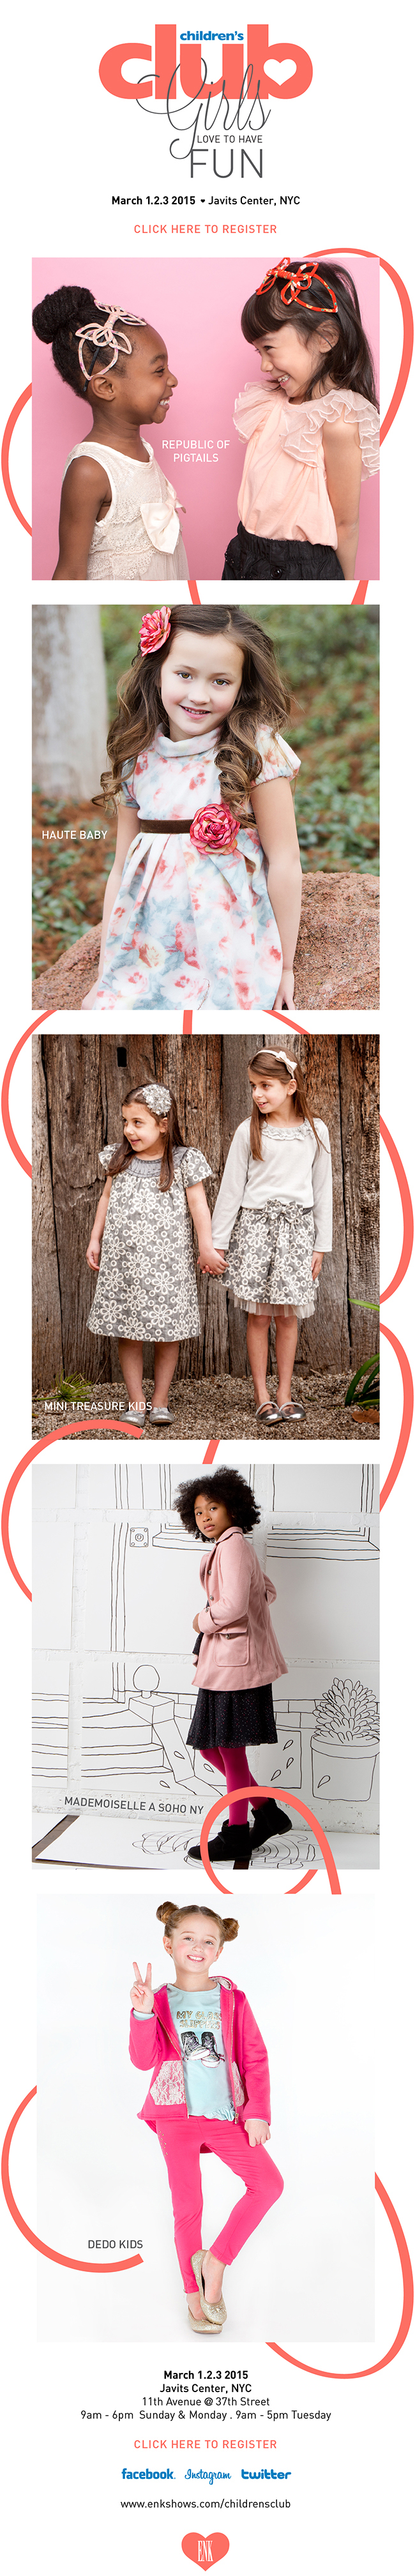 children's
club
Girls
LOVE TO HAVE
FUN
March 1.2.3 2015 ♥ Javits Center, NYC
CLICK HERE TO REGISTER
REPUBLIC OF
PIGTAILS
HAUTE BABY
MINI TREASURE KIDS
MADEMOISELLE A SOHO NY
DEDO KIDS
March 1.2.3 2015
Javits Center, NYC
11th Avenue @ 37th Street
9am - 6pm Sunday & Monday . 9am - 5pm Tuesday
CLICK HERE TO REGISTER
facebook. Instagram twitter
www.enkshows.com/childrensclub
ENK